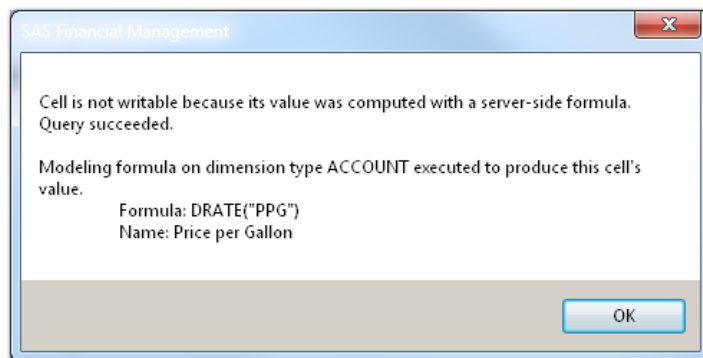 SAS Financial Management
Cell is not writable because its value was computed with a server-side formula.
Query succeeded.
Modeling formula on dimension type ACCOUNT executed to produce this cell's
value.
Formula: DRATE("PPG")
Name: Price per Gallon
OK